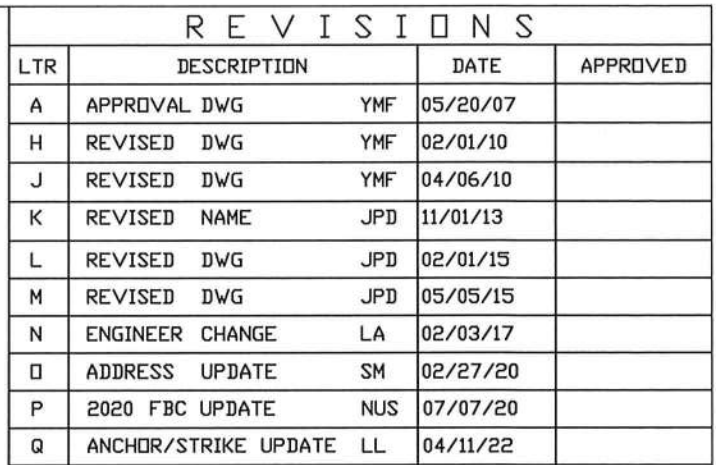 REVISIONS
LTR DESCRIPTION DATE APPROVED
A APPROVAL DWG YMF 05/20/07
H REVISED DWG YMF 02/01/10
J REVISED DWG YMF 04/06/10
K REVISED NAME JPD 11/01/13
L REVISED DWG JPD 02/01/15
M REVISED DWG JPD 05/05/15
N ENGINEER CHANGE LA 02/03/17
O ADDRESS UPDATE SM 02/27/20
P 2020 FBC UPDATE NUS 07/07/20
Q ANCHOR/STRIKE UPDATE LL 04/11/22